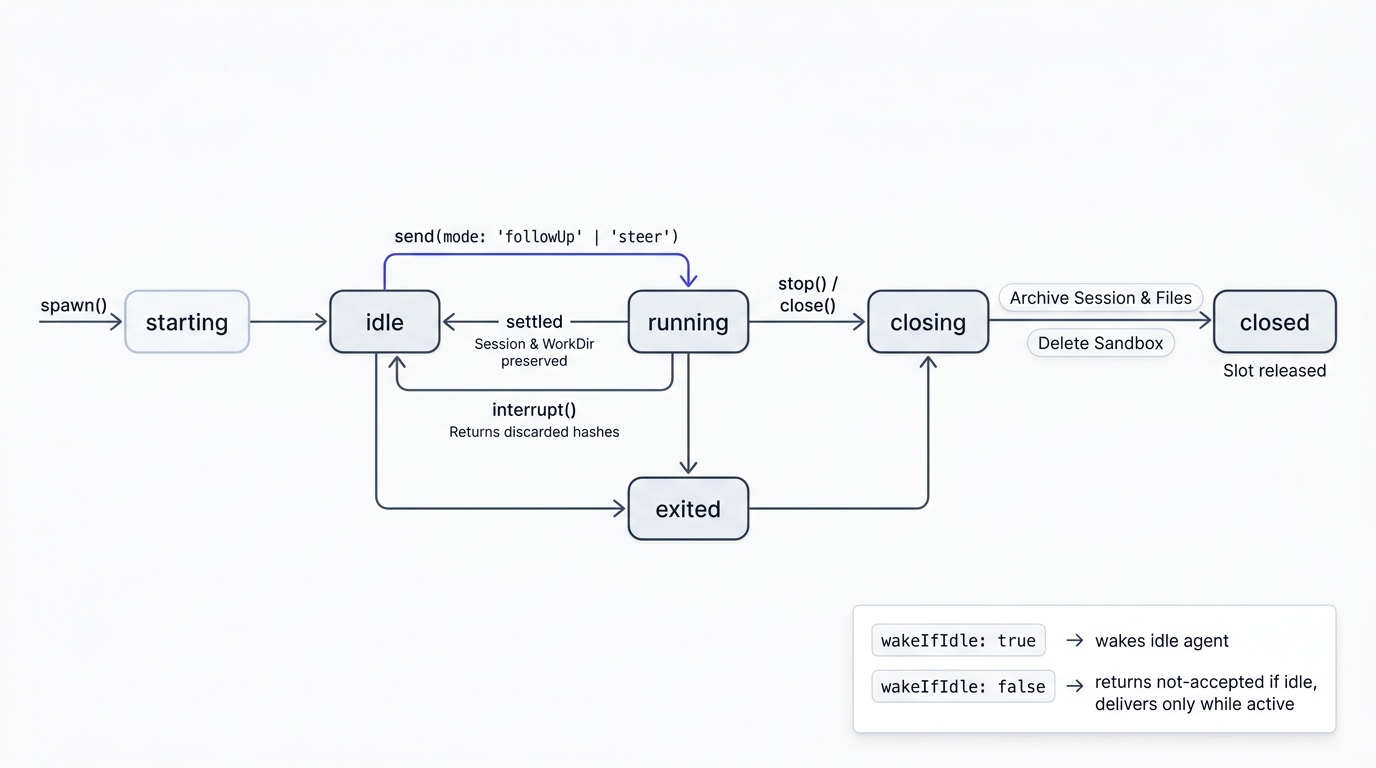 send(mode: 'followUp' | 'steer')
spawn()
starting
idle
settled
Session & WorkDir
preserved
running
stop() /
close()
closing
Archive Session & Files
Delete Sandbox
closed
Slot released
interrupt()
Returns discarded hashes
exited
wakeIfIdle: true → wakes idle agent
wakeIfIdle: false → returns not-accepted if idle,
delivers only while active